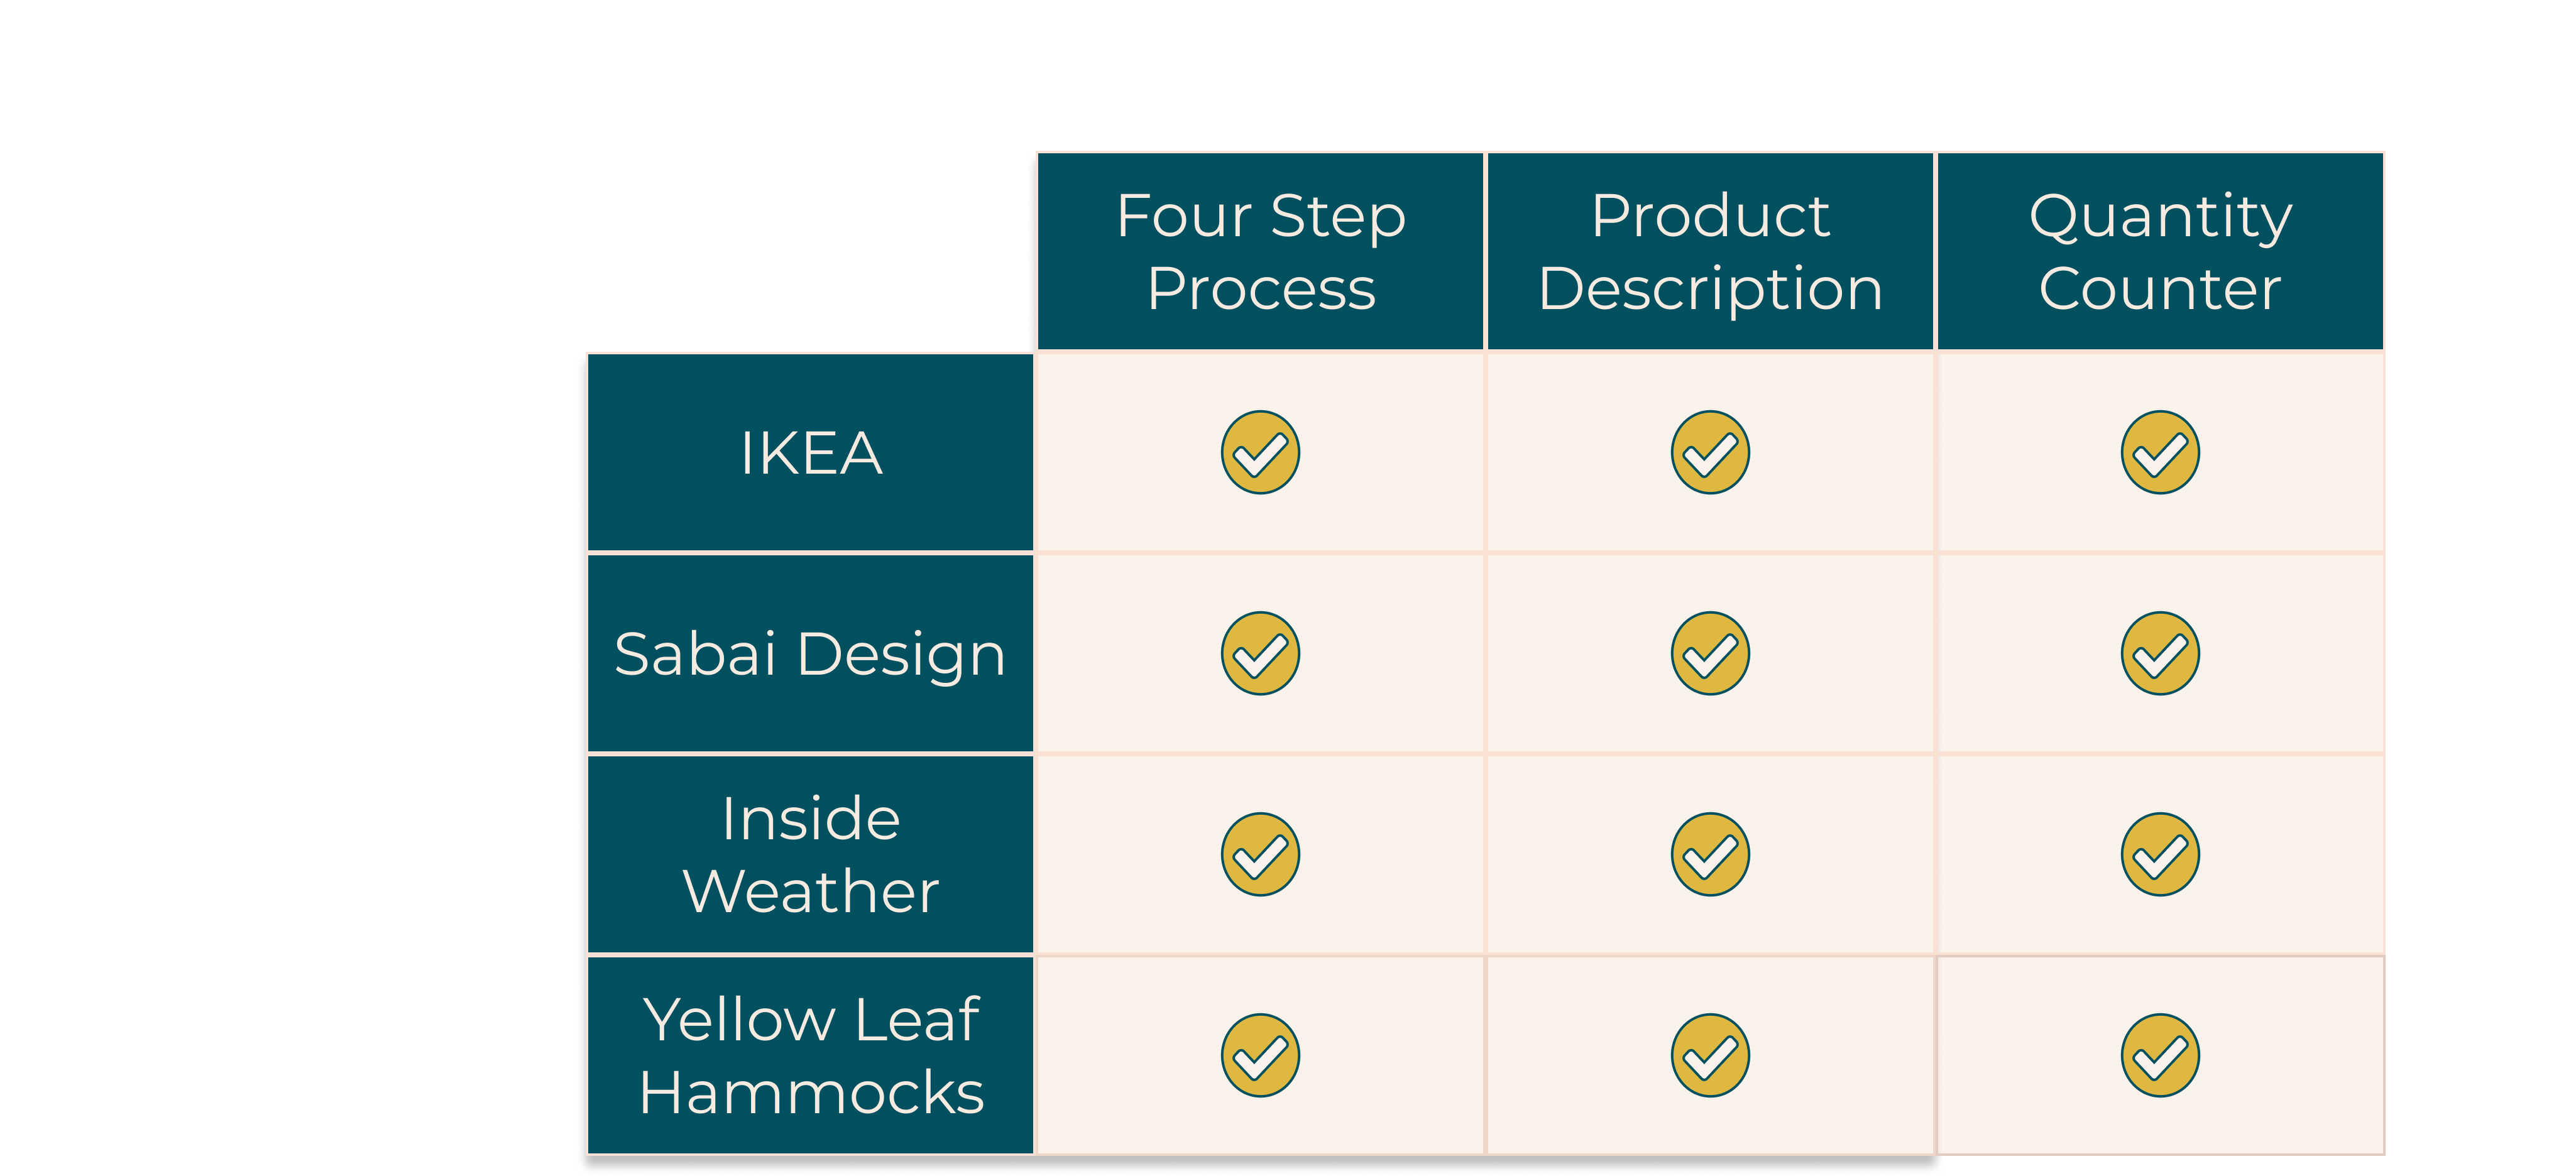 Four Step
Process
Product
Description
Quantity
Counter
IKEA
Sabai Design
Inside
Weather
Yellow Leaf
Hammocks